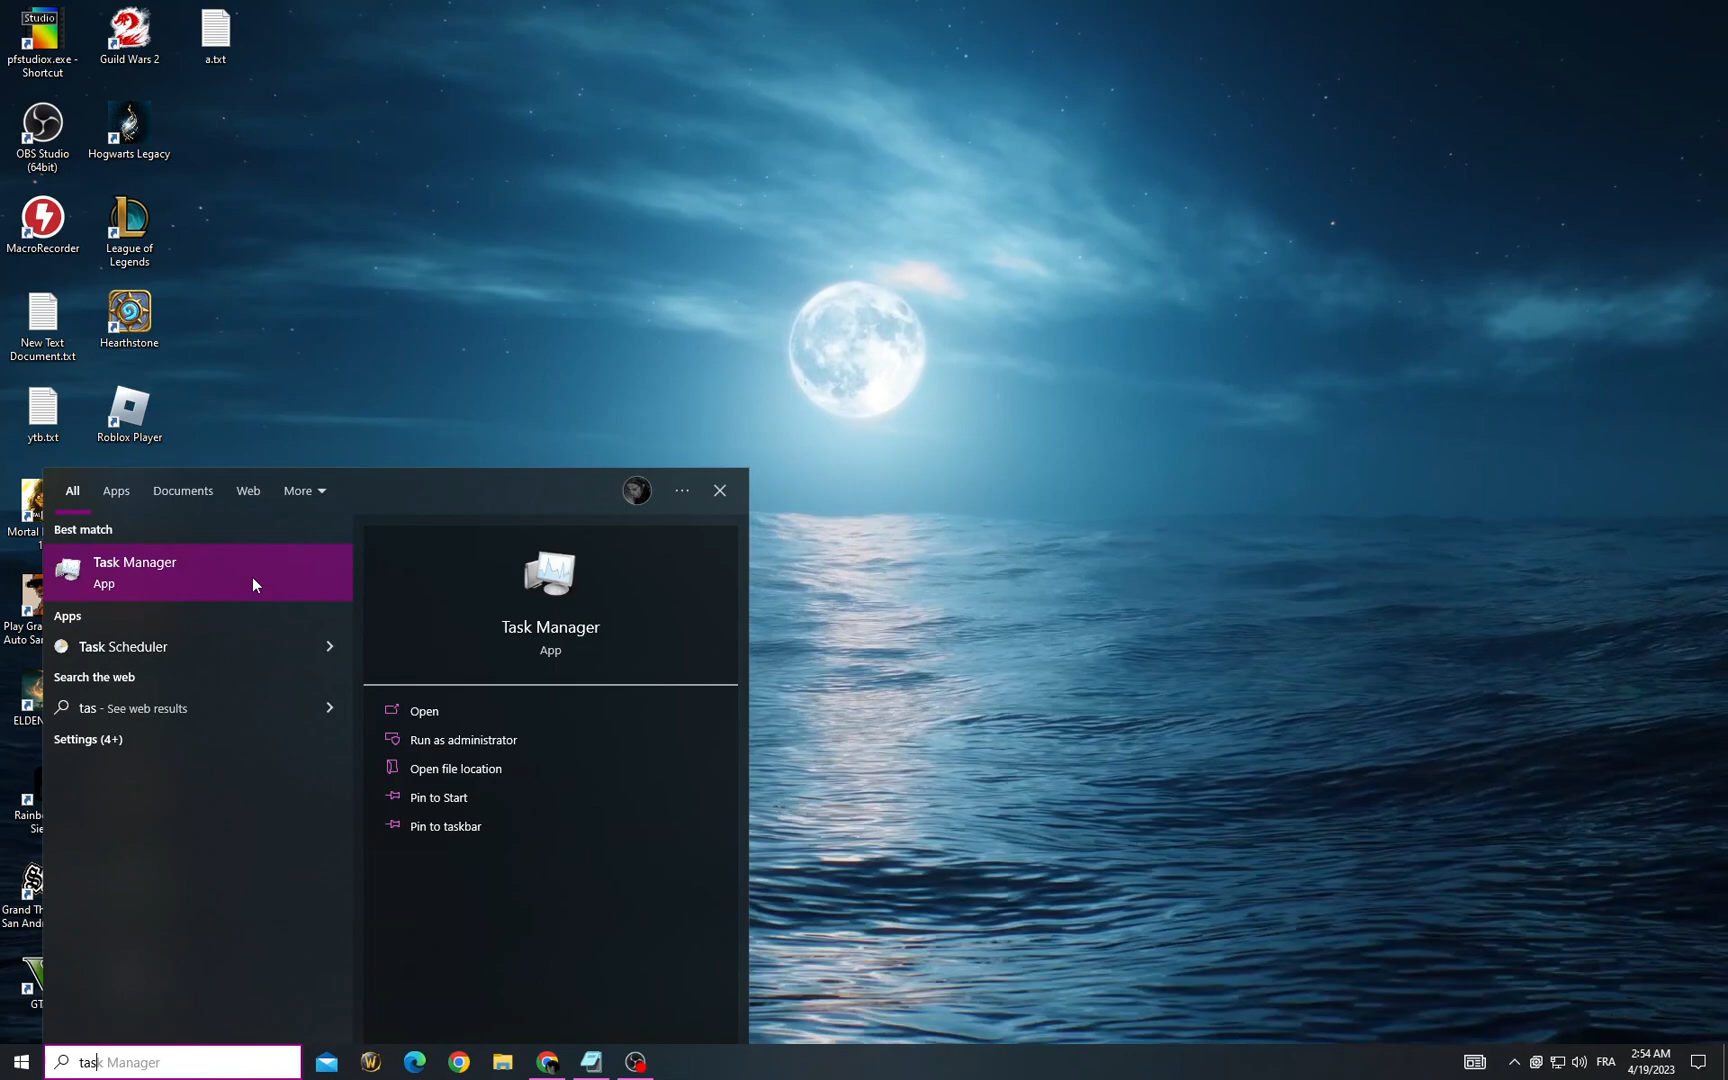 Studio
pfstudiox.exe -
Shortcut
Guild Wars 2
a.txt
OBS Studio
(64bit)
Hogwarts Legacy
MacroRecorder
League of
Legends
New Text
Document.txt
Hearthstone
ytb.txt
Roblox Player
Mortal
1
Play Gra
Auto Sar
ELDEN
Rainb
Sie
Grand Th
San Andr
GT
All
Apps
Documents
Web
More
Best match
Task Manager
App
Apps
Task Scheduler
Search the web
tas - See web results
Settings (4+)
Task Manager
App
Open
Run as administrator
Open file location
Pin to Start
Pin to taskbar
task Manager
FRA
2:54 AM
4/19/2023